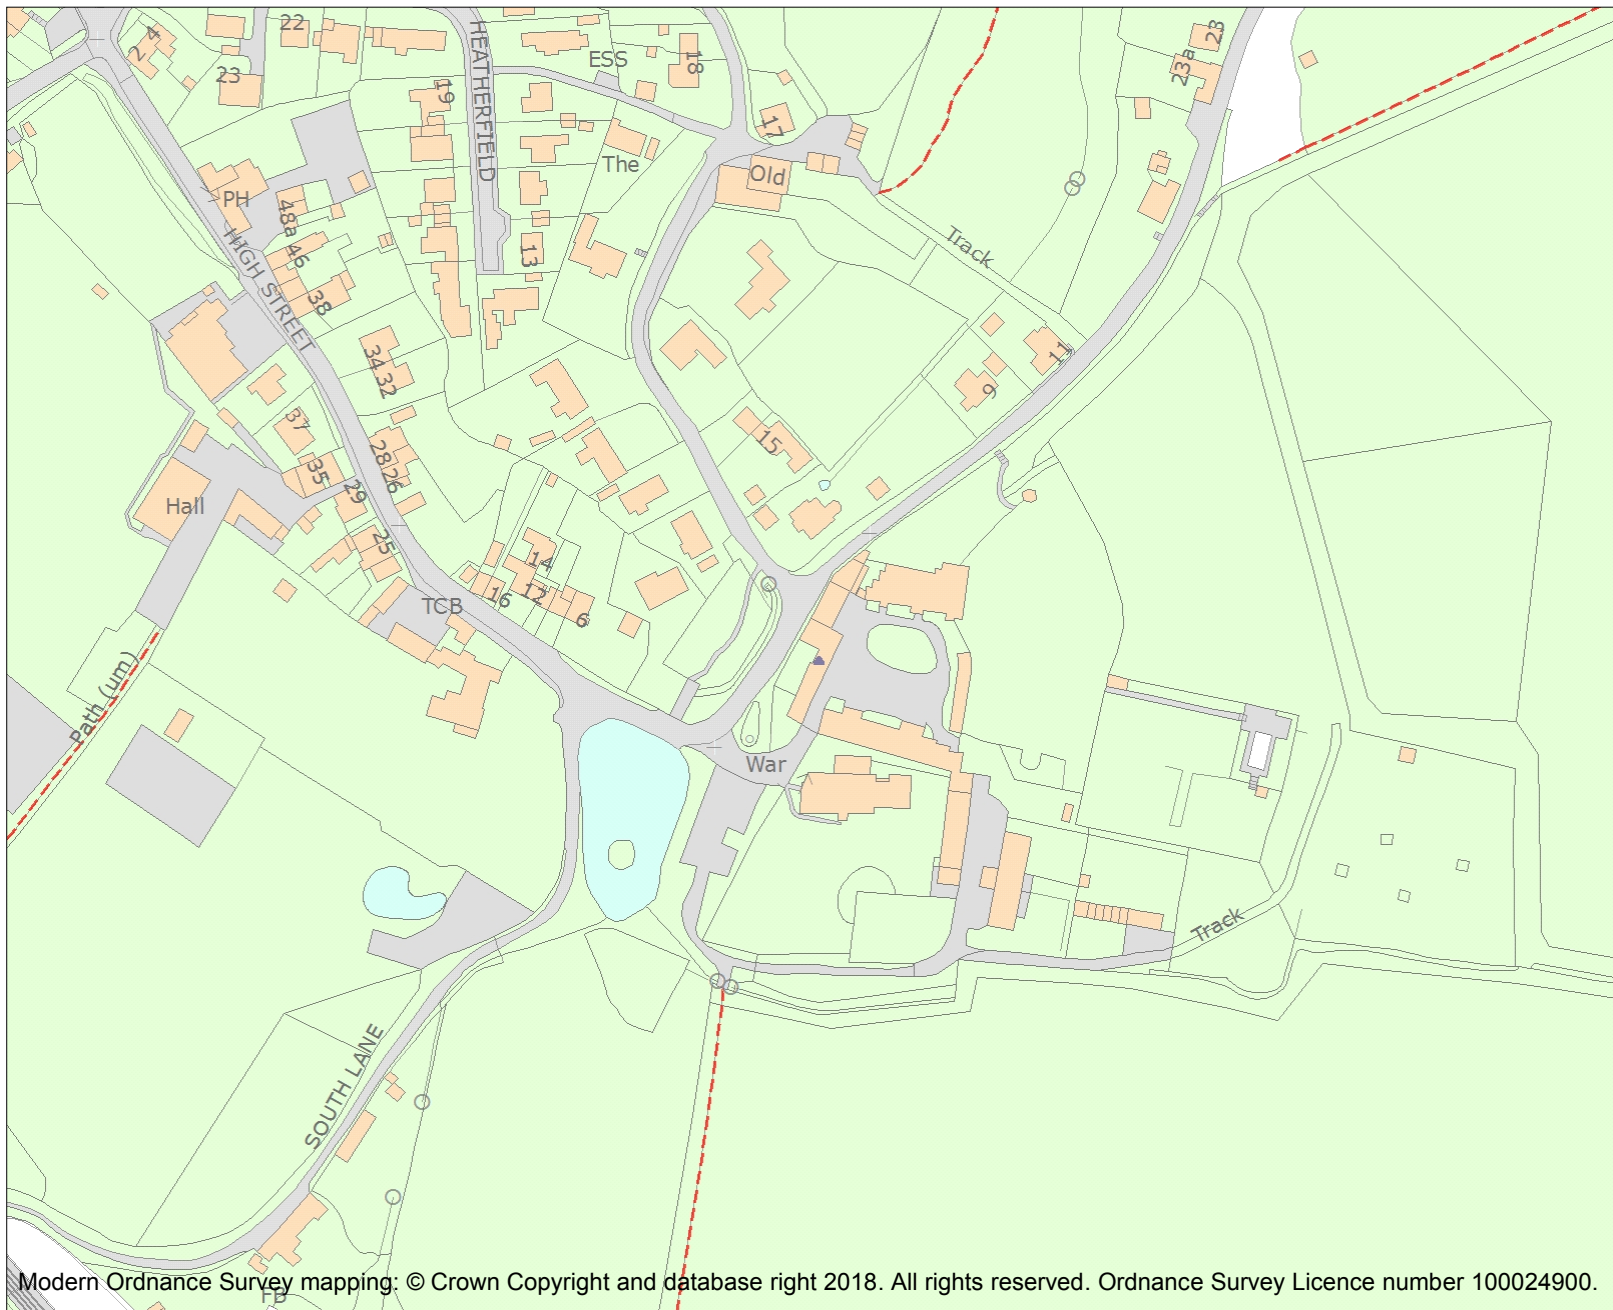 22
2 4
23
HEATHERFIELD
19
ESS
18
17
The
Old
23
23a
PH
48a
46
38
HIGH STREET
13
Track
34
32
11
9
15
37
35
29
28
26
25
Hall
14
12
16
6
TCB
Path (um)
War
Track
SOUTH LANE
FB
Modern Ordnance Survey mapping: © Crown Copyright and database right 2018. All rights reserved. Ordnance Survey Licence number 100024900.